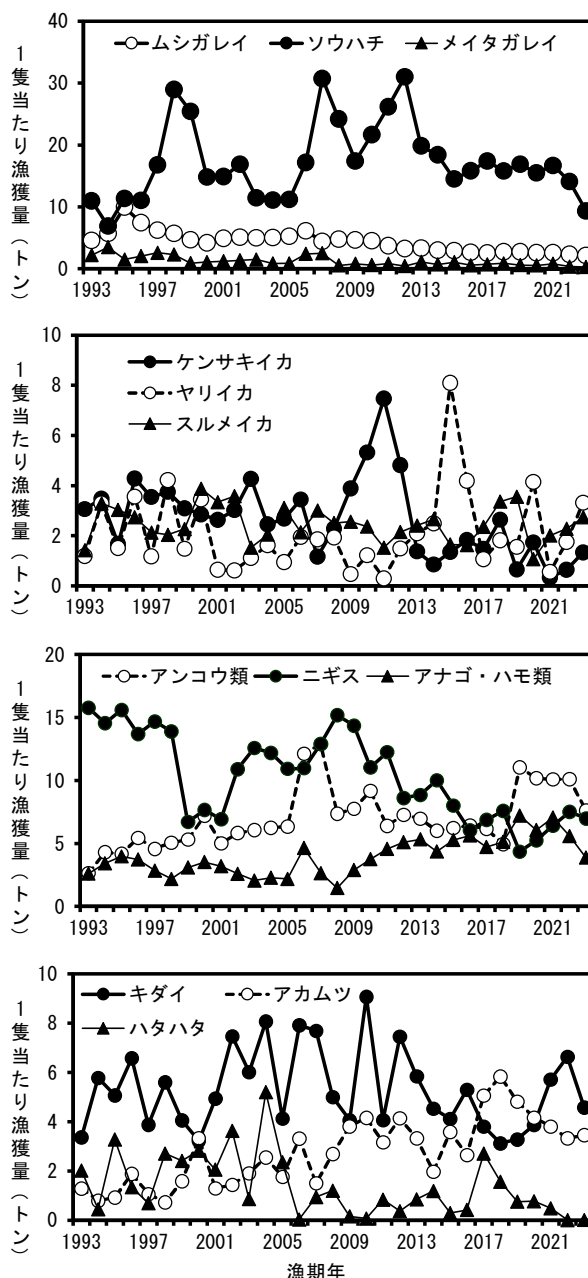 １隻当たり漁獲量（トン）
40
30
20
10
0
ムシガレイ ソウハチ メイタガレイ
1993 1997 2001 2005 2009 2013 2017 2021
１隻当たり漁獲量（トン）
10
8
6
4
2
0
ケンサキイカ
ヤリイカ
スルメイカ
1993 1997 2001 2005 2009 2013 2017 2021
１隻当たり漁獲量（トン）
20
15
10
5
0
アンコウ類 ニギス アナゴ・ハモ類
1993 1997 2001 2005 2009 2013 2017 2021
１隻当たり漁獲量（トン）
10
8
6
4
2
0
キダイ アカムツ
ハタハタ
1993 1997 2001 2005 2009 2013 2017 2021
漁期年